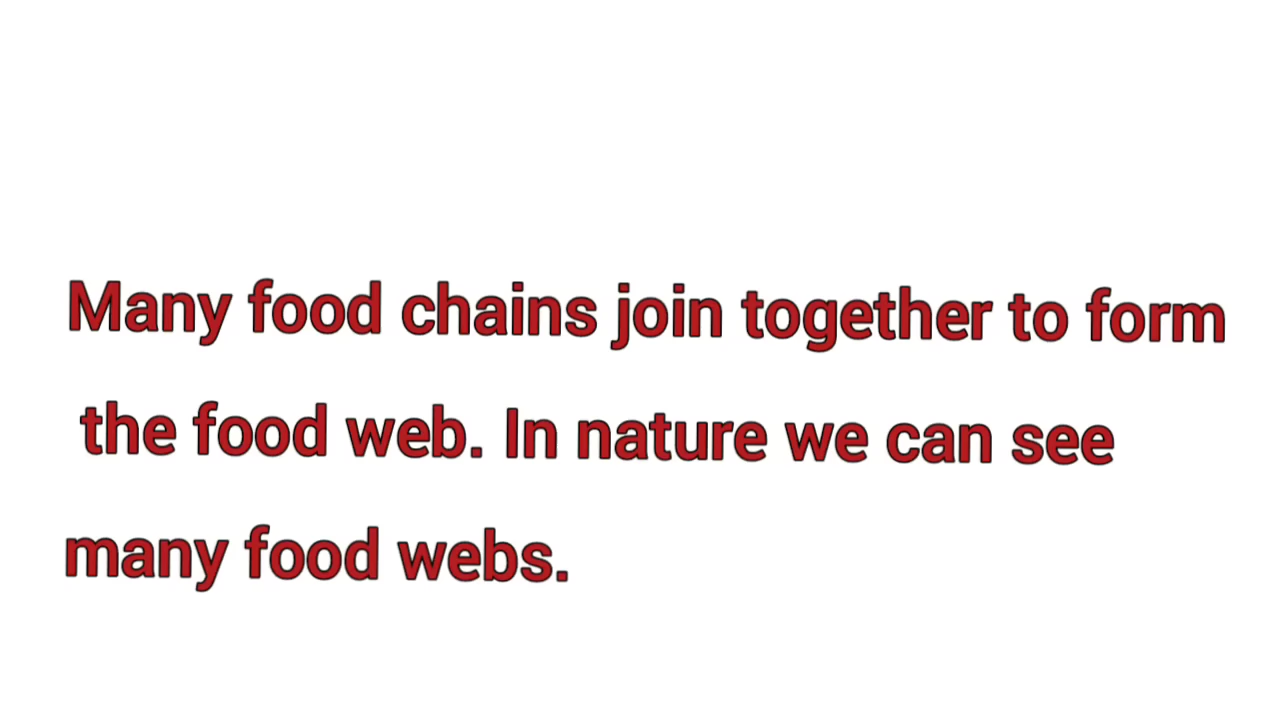 Many food chains join together to form
the food web. In nature we can see
many food webs.